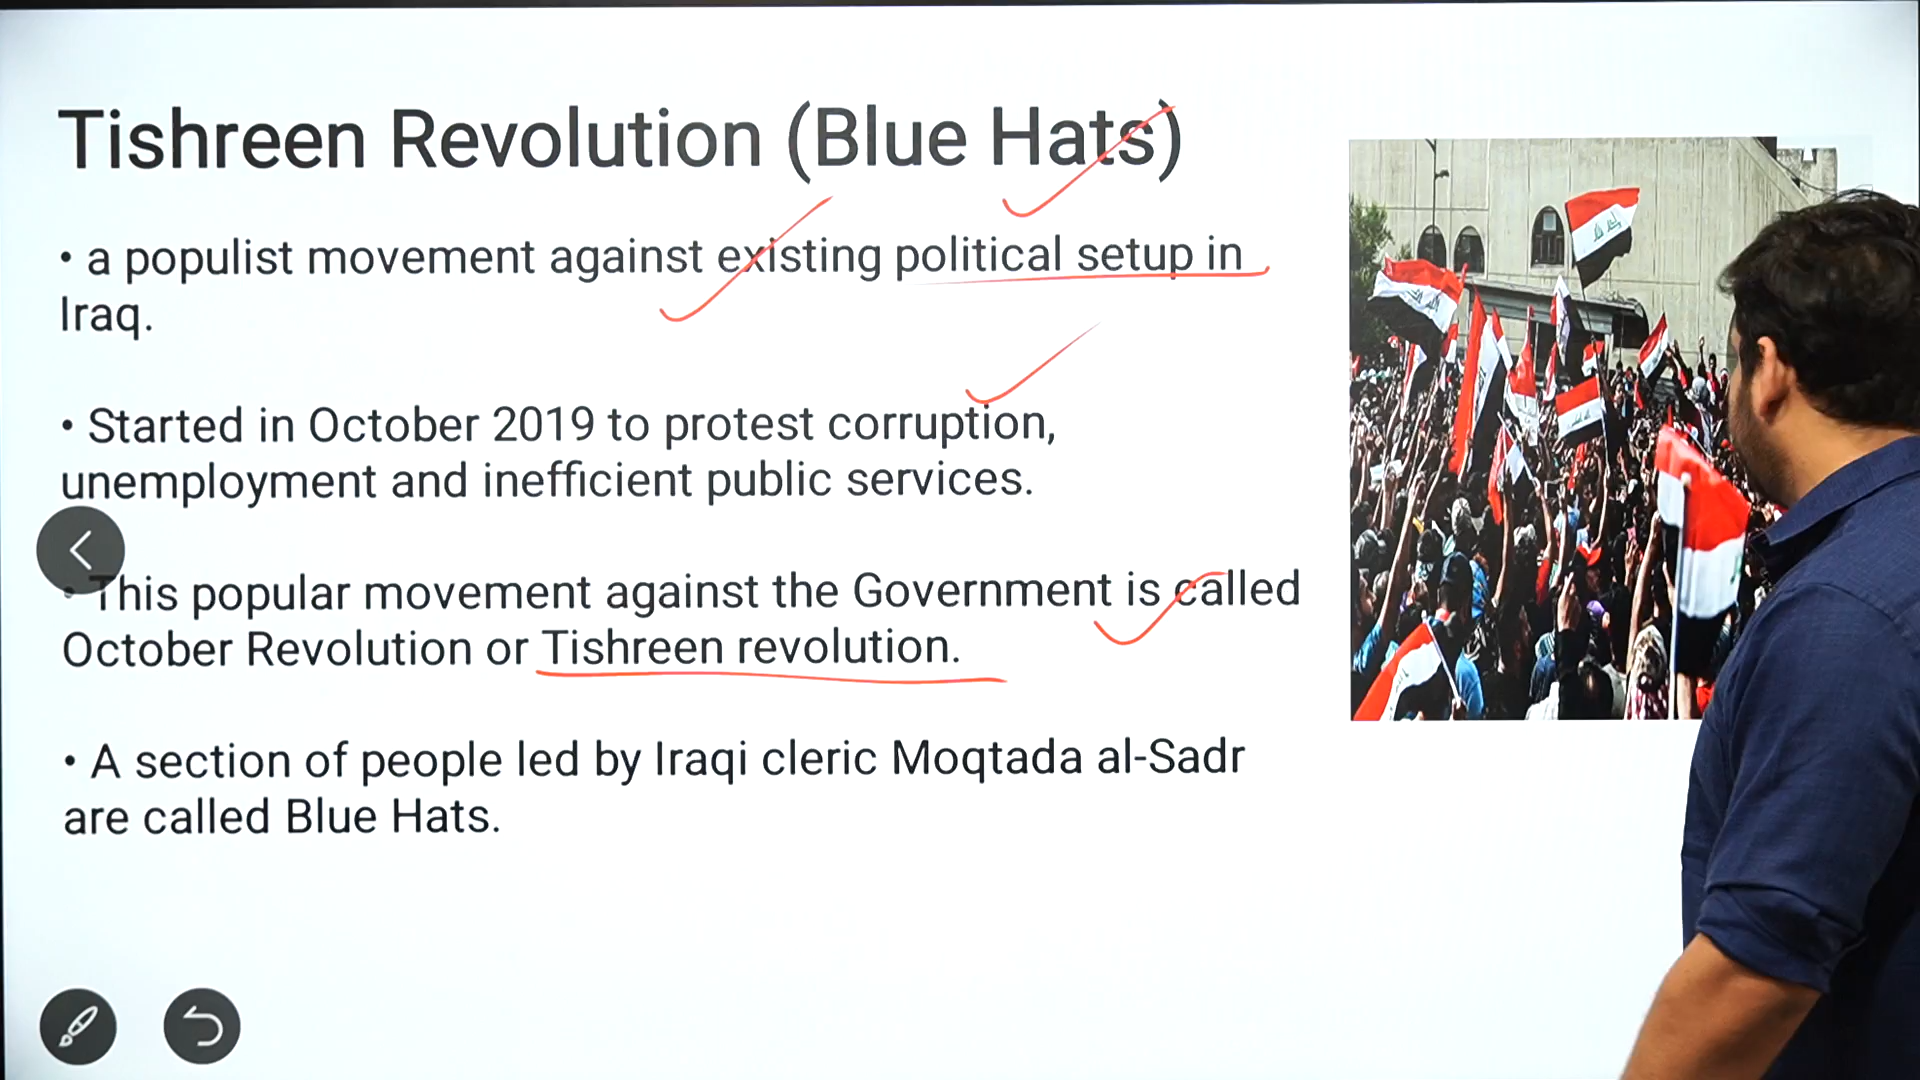 Tishreen Revolution (Blue Hats)
• a populist movement against existing political setup in
Iraq.
• Started in October 2019 to protest corruption,
unemployment and inefficient public services.
• This popular movement against the Government is called
October Revolution or Tishreen revolution.
• A section of people led by Iraqi cleric Moqtada al-Sadr
are called Blue Hats.